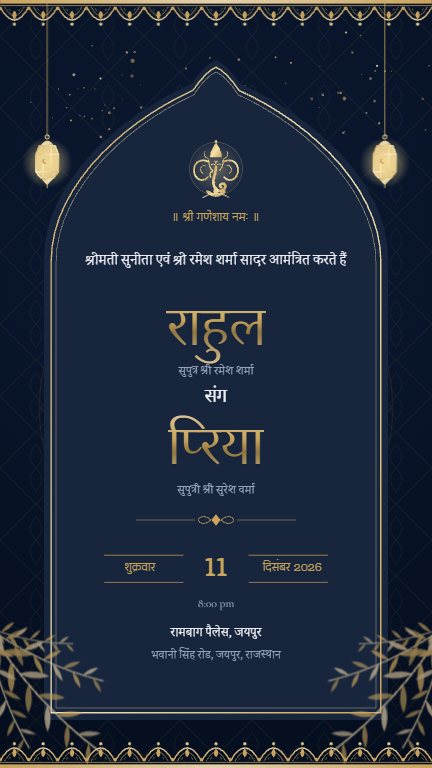 ॥ श्री गणेशाय नमः ॥
श्रीमती सुनीता एवं श्री रमेश शर्मा सादर आमंत्रित करते हैं
राहुल
सुपुत्र श्री रमेश शर्मा
संग
प्रिया
सुपुत्री श्री सुरेश वर्मा
शुक्रवार 11 दिसंबर 2026
8:00 pm
रामबाग पैलेस, जयपुर
भवानी सिंह रोड, जयपुर, राजस्थान